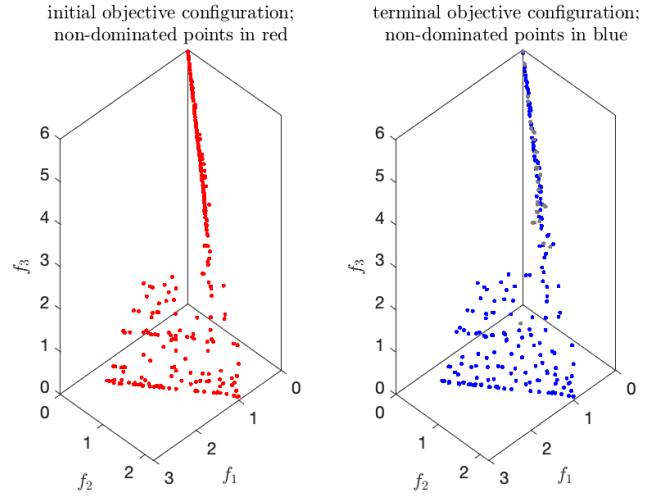 initial objective configuration;
non-dominated points in red
6
5
4
3
2
1
0
f3
0
1
2
f2
3
2
1
0
f1
terminal objective configuration;
non-dominated points in blue
6
5
4
3
2
1
0
f3
0
1
2
f2
3
2
1
0
f1